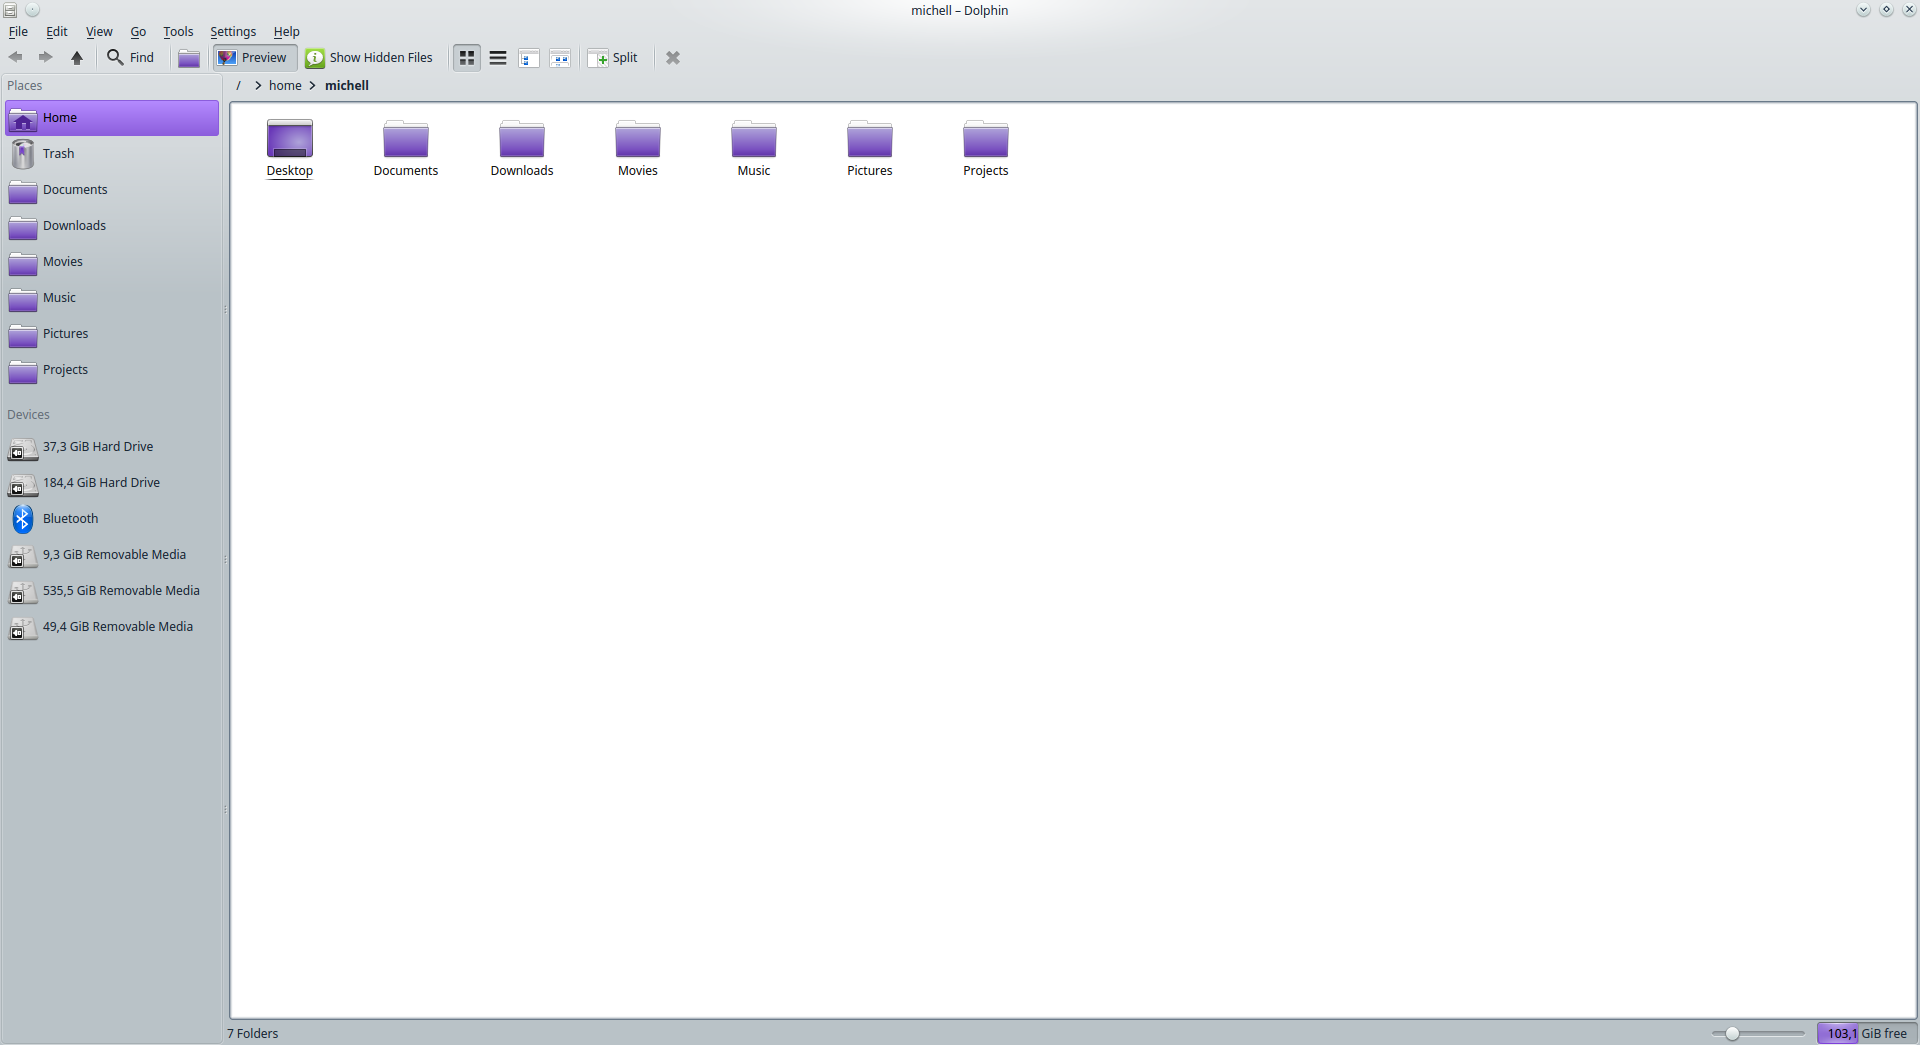 michell – Dolphin
File Edit View Go Tools Settings Help
Find Preview Show Hidden Files Split
Places
/ > home > michell
Home
Trash
Documents
Downloads
Movies
Music
Pictures
Projects
Desktop Documents Downloads Movies Music Pictures Projects
Devices
37,3 GiB Hard Drive
184,4 GiB Hard Drive
Bluetooth
9,3 GiB Removable Media
535,5 GiB Removable Media
49,4 GiB Removable Media
7 Folders
103,1 GiB free